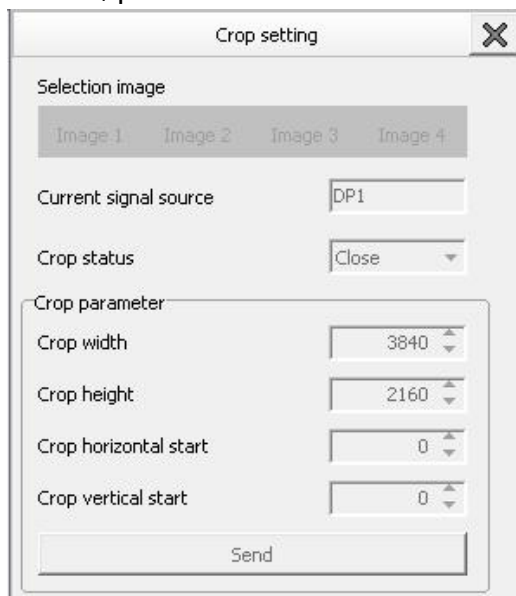 Crop setting
Selection image
Image 1 Image 2 Image 3 Image 4
Current signal source DP1
Crop status Close
Crop parameter
Crop width 3840
Crop height 2160
Crop horizontal start 0
Crop vertical start 0
Send